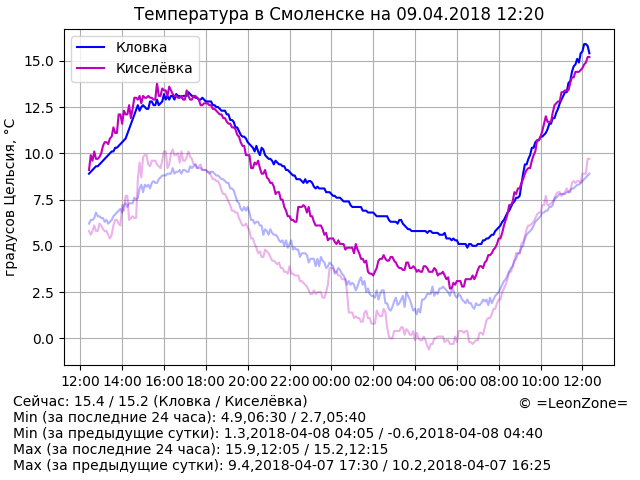 Температура в Смоленске на 09.04.2018 12:20
Кловка
Киселёвка
градусов Цельсия, °C
15.0
12.5
10.0
7.5
5.0
2.5
0.0
12:00 14:00 16:00 18:00 20:00 22:00 00:00 02:00 04:00 06:00 08:00 10:00 12:00
Сейчас: 15.4 / 15.2 (Кловка / Киселёвка)
© =LeonZone=
Min (за последние 24 часа): 4.9,06:30 / 2.7,05:40
Min (за предыдущие сутки): 1.3,2018-04-08 04:05 / -0.6,2018-04-08 04:40
Max (за последние 24 часа): 15.9,12:05 / 15.2,12:15
Max (за предыдущие сутки): 9.4,2018-04-07 17:30 / 10.2,2018-04-07 16:25